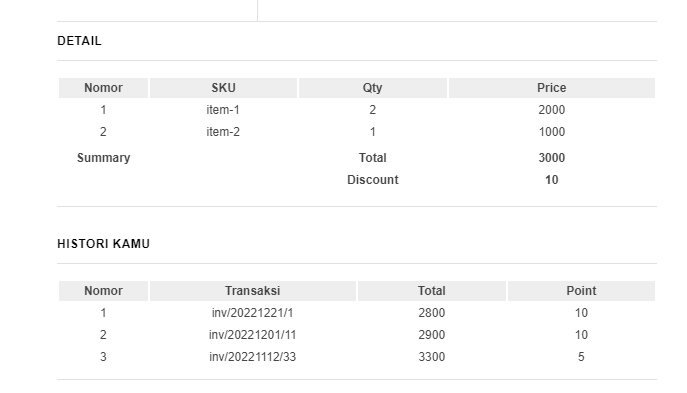 DETAIL
Nomor SKU Qty Price
1 item-1 2 2000
2 item-2 1 1000
Summary Total 3000
Discount 10
HISTORI KAMU
Nomor Transaksi Total Point
1 inv/20221221/1 2800 10
2 inv/20221201/11 2900 10
3 inv/20221112/33 3300 5